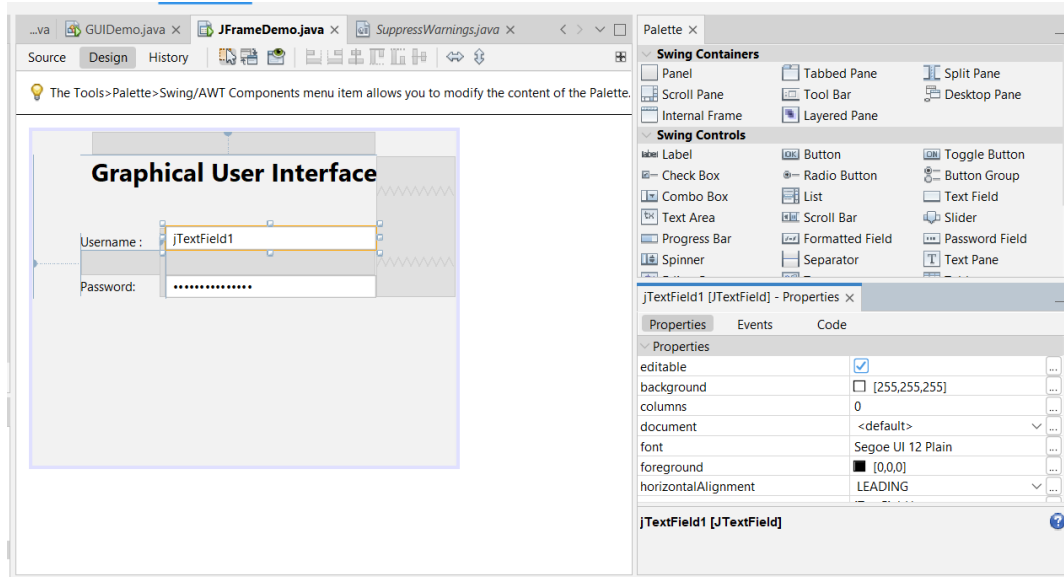 ...va GUIDemo.java × JFrameDemo.java × SuppressWarnings.java ×
Source Design History
The Tools>Palette>Swing/AWT Components menu item allows you to modify the content of the Palette.
Graphical User Interface
Username : jTextField1
Password: •••••••••••••••
Palette ×
Swing Containers
Panel Tabbed Pane Split Pane
Scroll Pane Tool Bar Desktop Pane
Internal Frame Layered Pane
Swing Controls
label Label OK Button ON Toggle Button
Check Box Radio Button Button Group
Combo Box List Text Field
Text Area Scroll Bar Slider
Progress Bar Formatted Field Password Field
Spinner Separator T Text Pane
jTextField1 [JTextField] - Properties ×
Properties Events Code
Properties
editable ...
background [255,255,255] ...
columns 0 ...
document <default> ...
font Segoe UI 12 Plain ...
foreground [0,0,0] ...
horizontalAlignment LEADING ...
jTextField1 [JTextField] ?